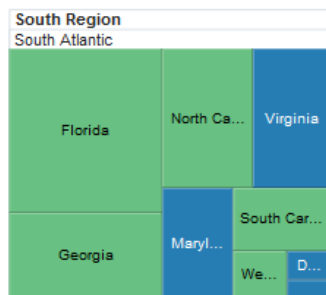 South Region
South Atlantic
Florida
North Ca...
Virginia
Georgia
Maryl...
South Car...
We...
D...